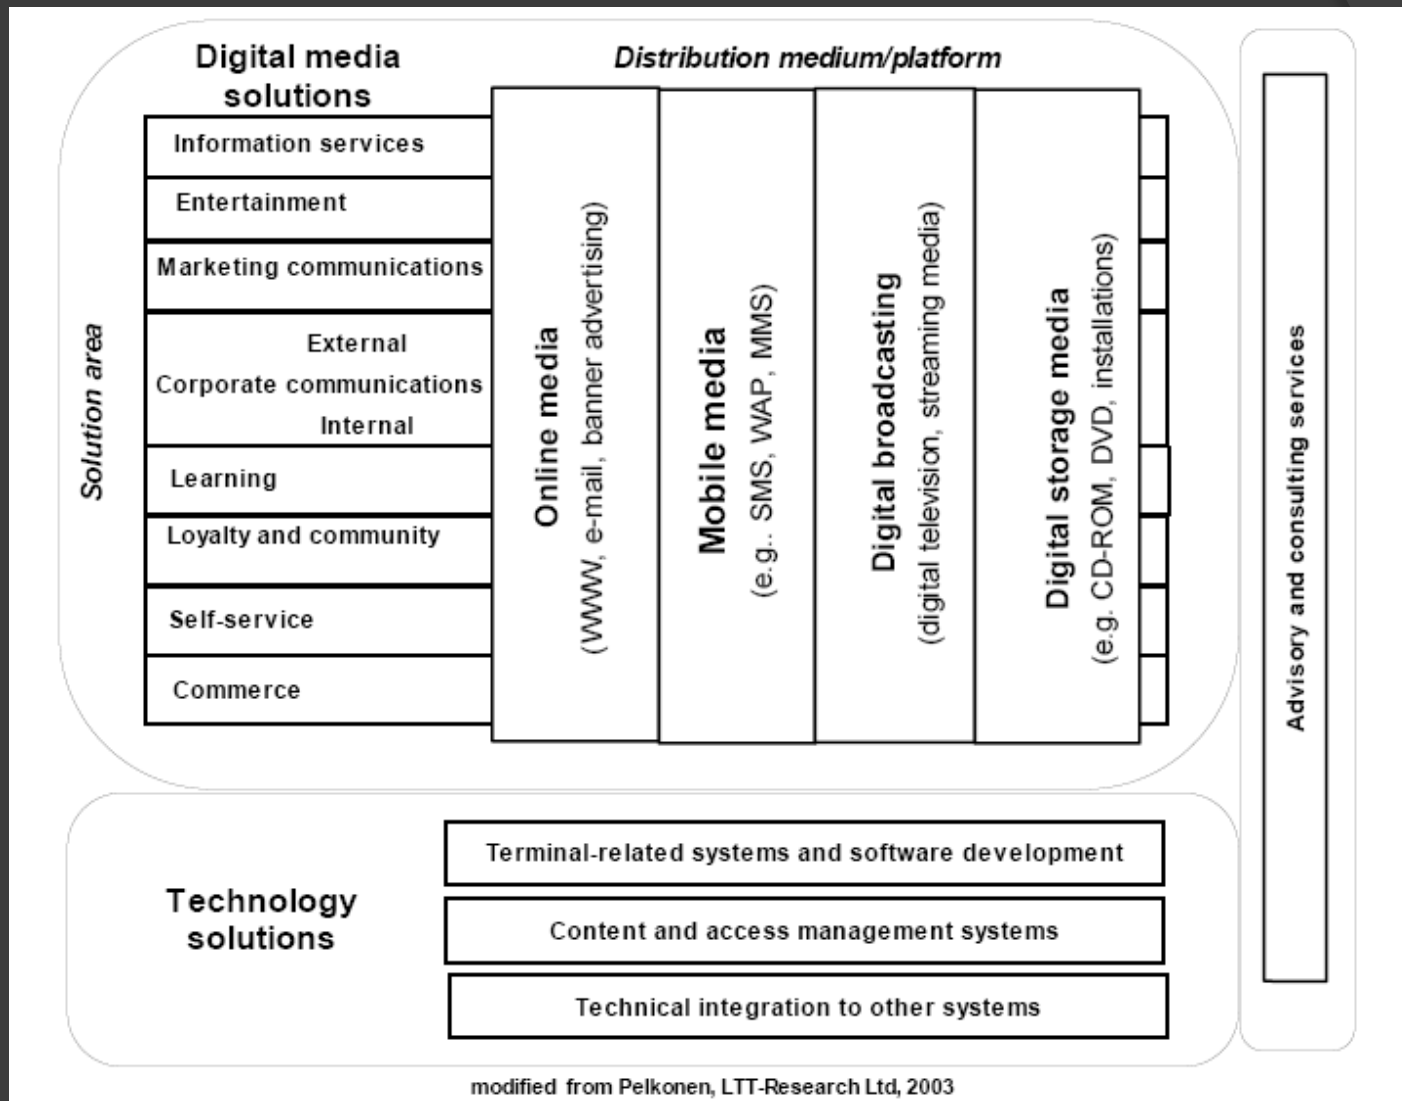 Digital media
solutions
Distribution medium/platform
Solution area
Information services
Entertainment
Marketing communications
External
Corporate communications
Internal
Learning
Loyalty and community
Self-service
Commerce
Online media
(WWW, e-mail, banner advertising)
Mobile media
(e.g.. SMS, WAP, MMS)
Digital broadcasting
(digital television, streaming media)
Digital storage media
(e.g. CD-ROM, DVD, installations)
Advisory and consulting services
Technology
solutions
Terminal-related systems and software development
Content and access management systems
Technical integration to other systems
modified from Pelkonen, LTT-Research Ltd, 2003